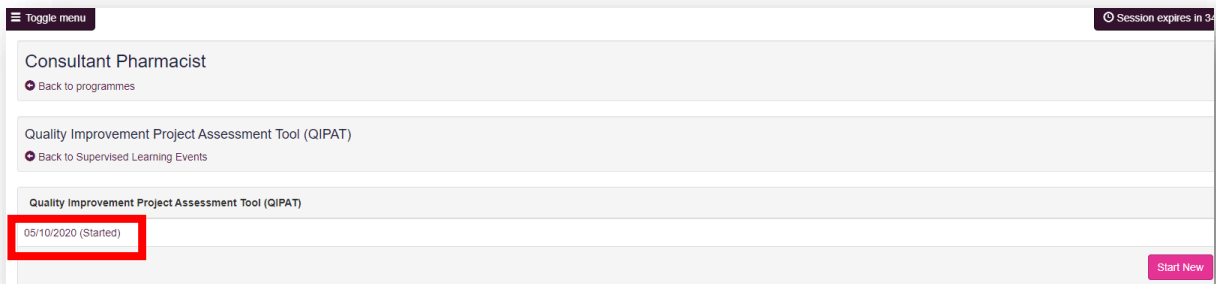 Toggle menu
Session expires in 34
Consultant Pharmacist
Back to programmes
Quality Improvement Project Assessment Tool (QIPAT)
Back to Supervised Learning Events
Quality Improvement Project Assessment Tool (QIPAT)
05/10/2020 (Started)
Start New